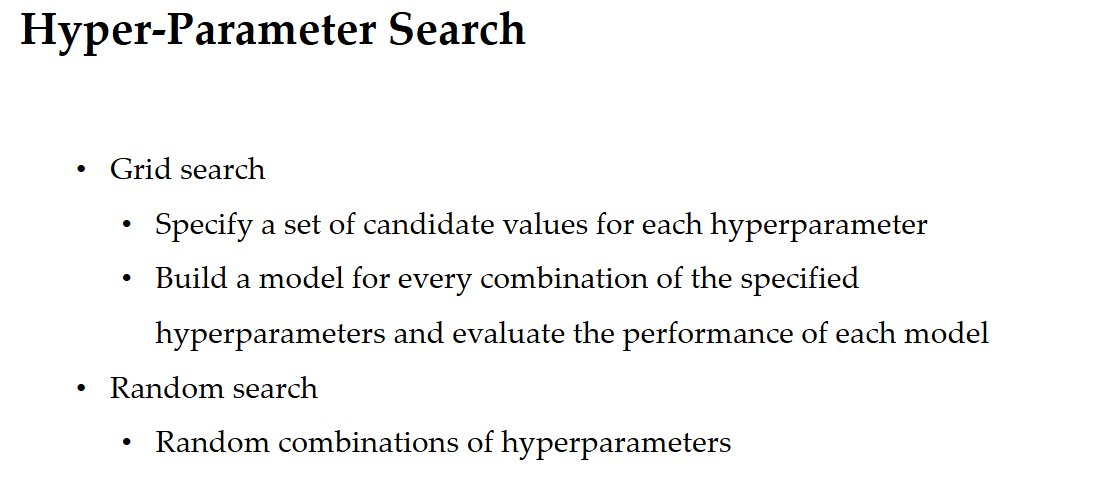 Hyper-Parameter Search
• Grid search
• Specify a set of candidate values for each hyperparameter
• Build a model for every combination of the specified
hyperparameters and evaluate the performance of each model
• Random search
• Random combinations of hyperparameters